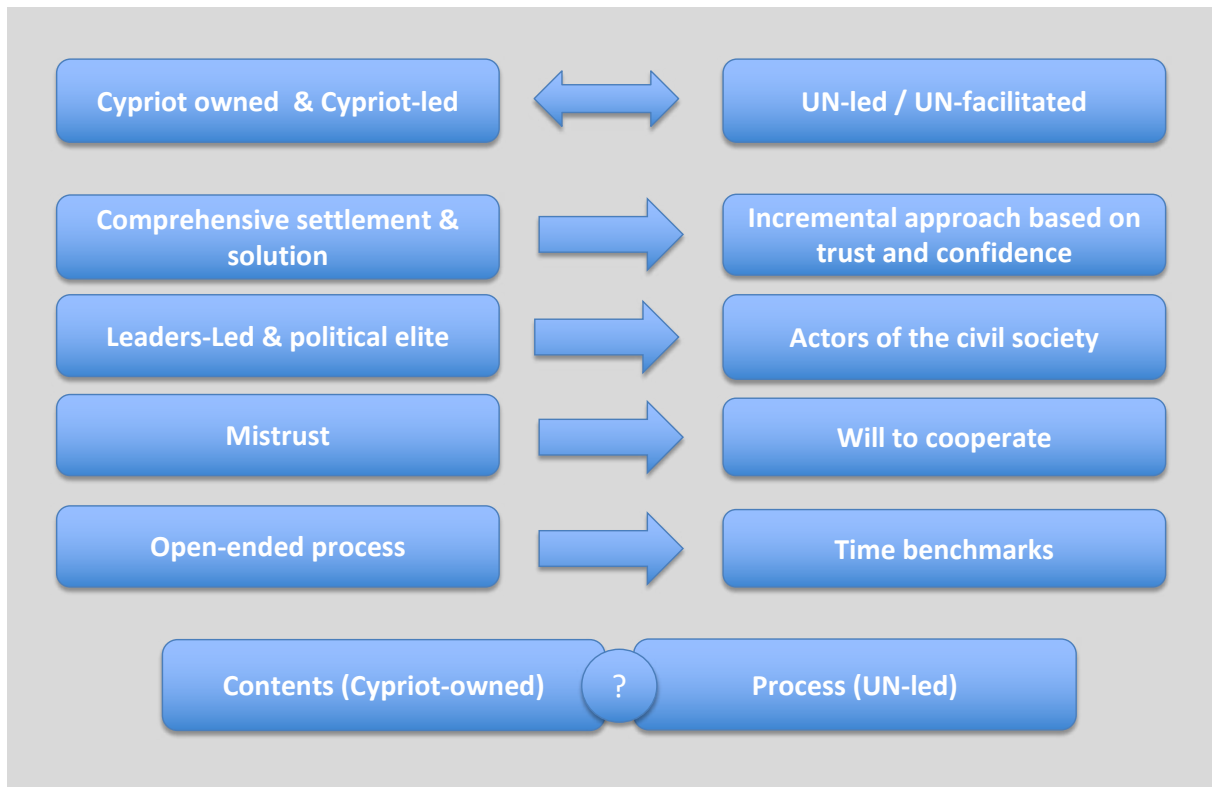 Cypriot owned & Cypriot-led
UN-led / UN-facilitated
Comprehensive settlement &
solution
Incremental approach based on
trust and confidence
Leaders-Led & political elite
Actors of the civil society
Mistrust
Will to cooperate
Open-ended process
Time benchmarks
Contents (Cypriot-owned)
?
Process (UN-led)